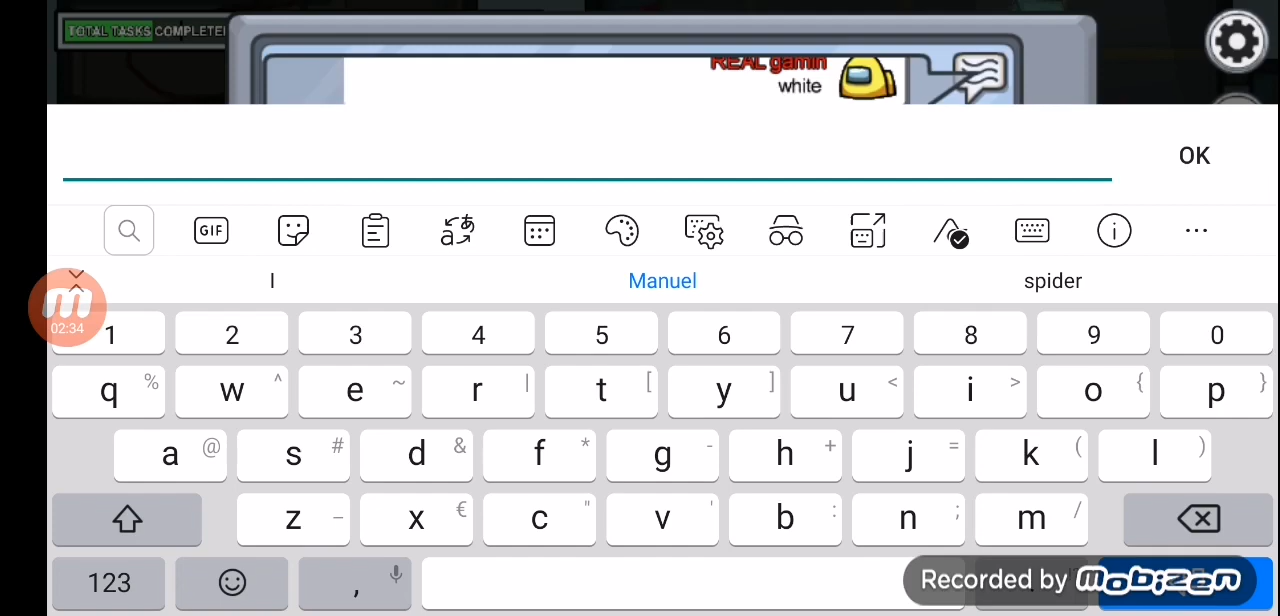 TOTAL TASKS COMPLETE
REAL gamin
white
OK
GIF
I Manuel spider
02:34
1 2 3 4 5 6 7 8 9 0
q % w ^ e ~ r | t [ y ] u < i > o { p }
a @ s # d & f * g - h + j = k ( l )
z _ x € c " v ' b : n ; m /
123 ,
Recorded by mobizen